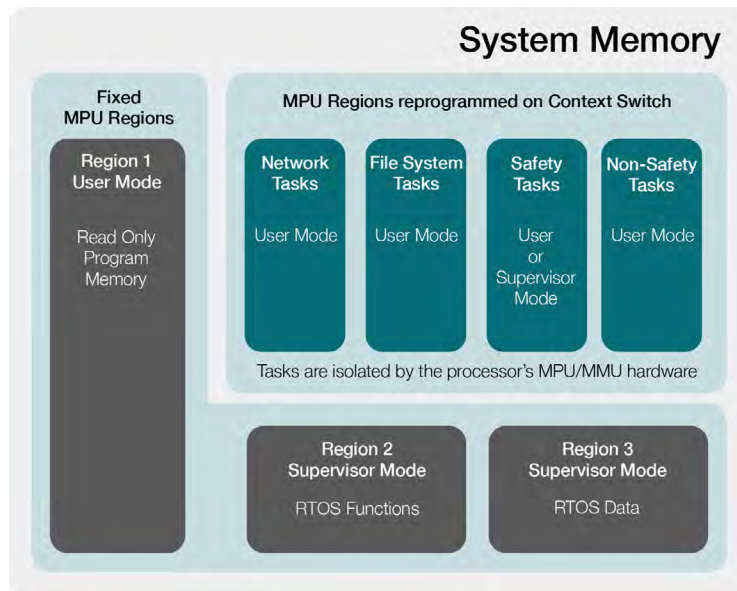 System Memory
Fixed
MPU Regions
Region 1
User Mode
Read Only
Program
Memory
MPU Regions reprogrammed on Context Switch
Network
Tasks
User Mode
File System
Tasks
User Mode
Safety
Tasks
User
or
Supervisor
Mode
Non-Safety
Tasks
User Mode
Tasks are isolated by the processor's MPU/MMU hardware
Region 2
Supervisor Mode
RTOS Functions
Region 3
Supervisor Mode
RTOS Data